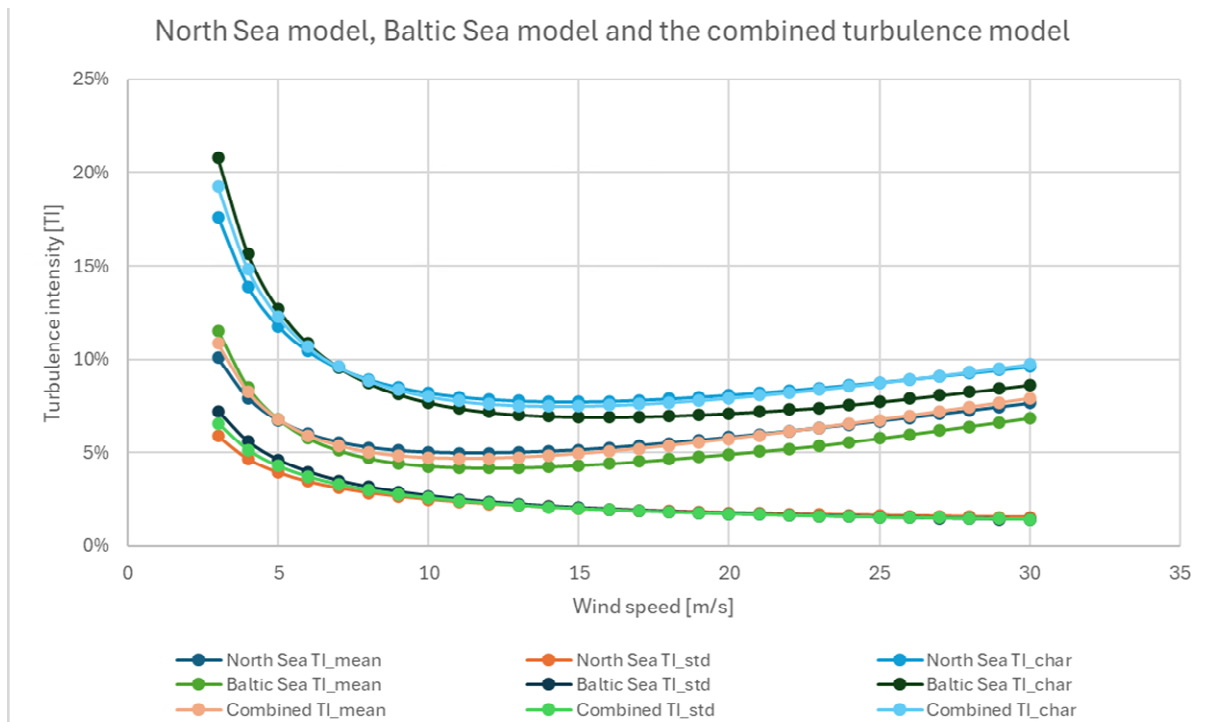 North Sea model, Baltic Sea model and the combined turbulence model
25%
20%
15%
10%
5%
0%
Turbulence intensity [TI]
0 5 10 15 20 25 30 35
Wind speed [m/s]
North Sea TI_mean North Sea TI_std North Sea TI_char
Baltic Sea TI_mean Baltic Sea TI_std Baltic Sea TI_char
Combined TI_mean Combined TI_std Combined TI_char